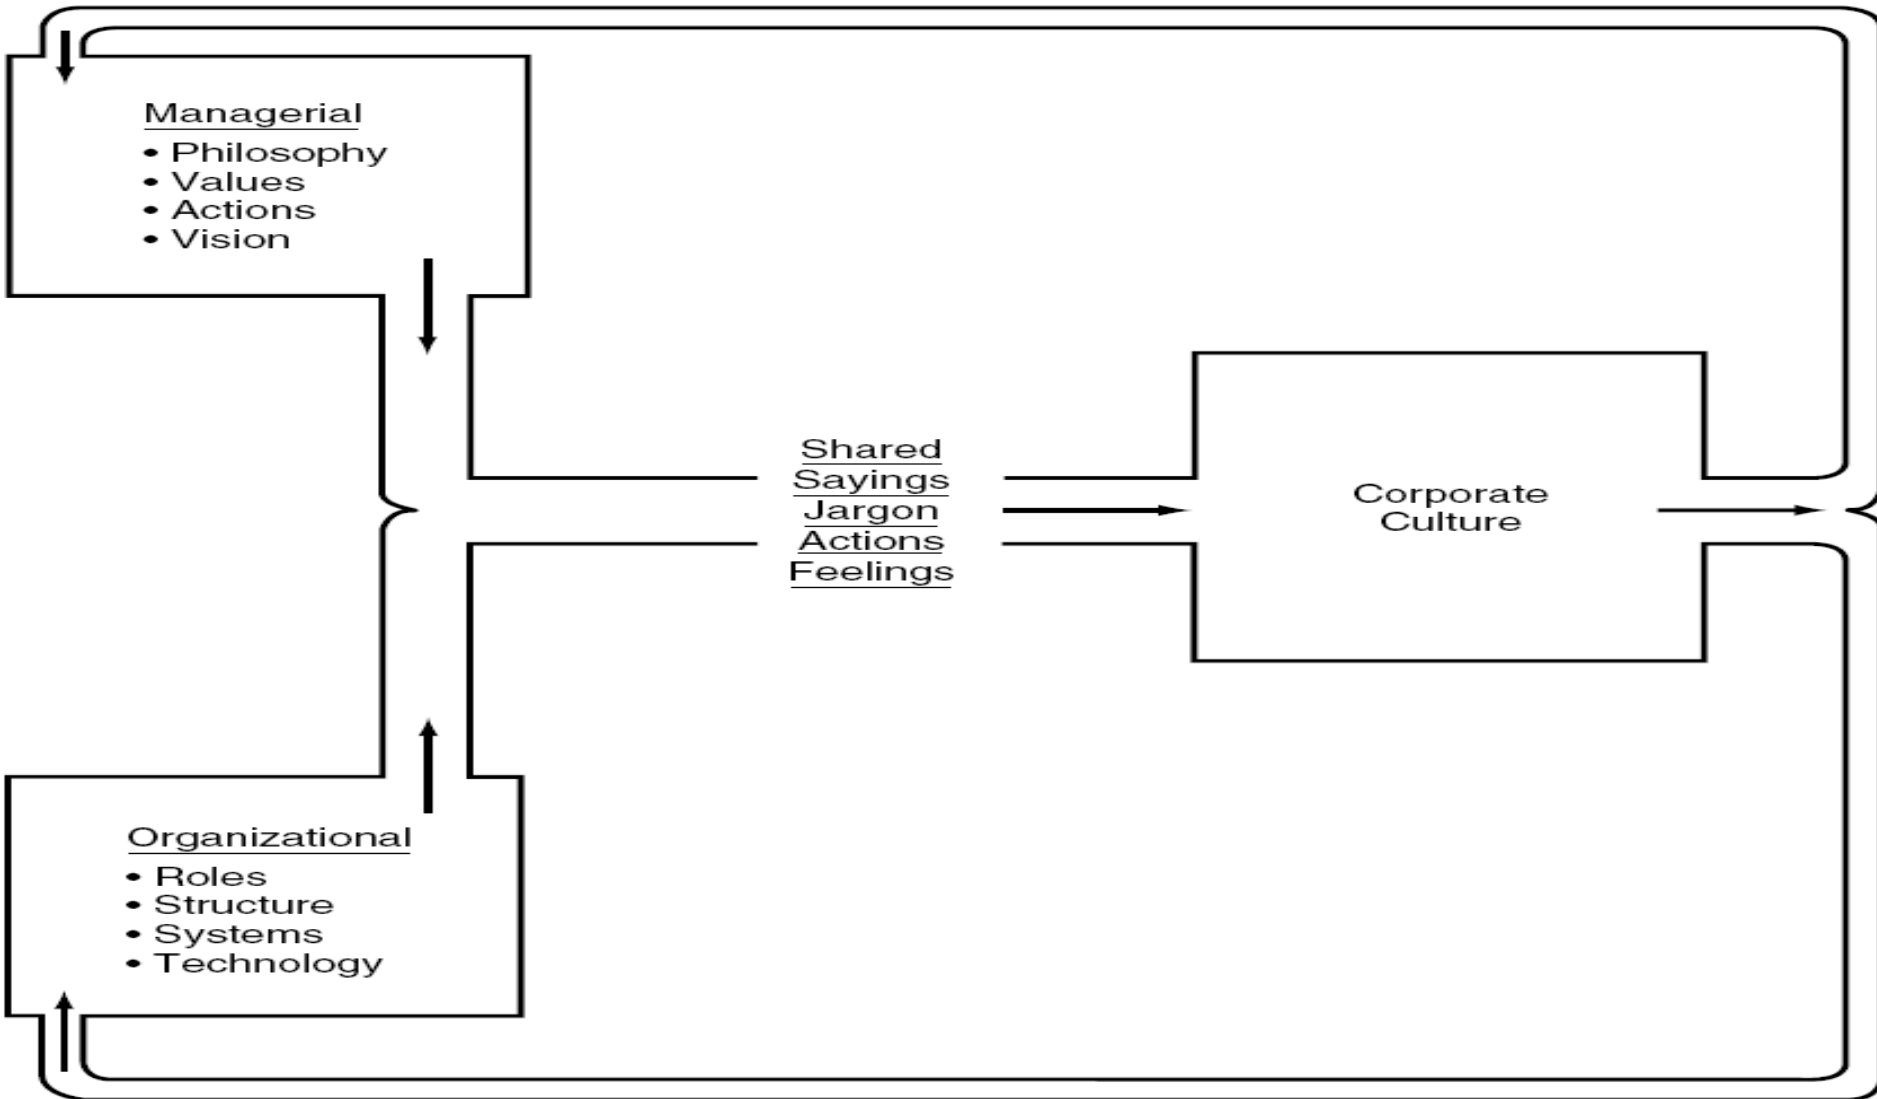 Managerial
• Philosophy
• Values
• Actions
• Vision
Shared
Sayings
Jargon
Actions
Feelings
Corporate
Culture
Organizational
• Roles
• Structure
• Systems
• Technology